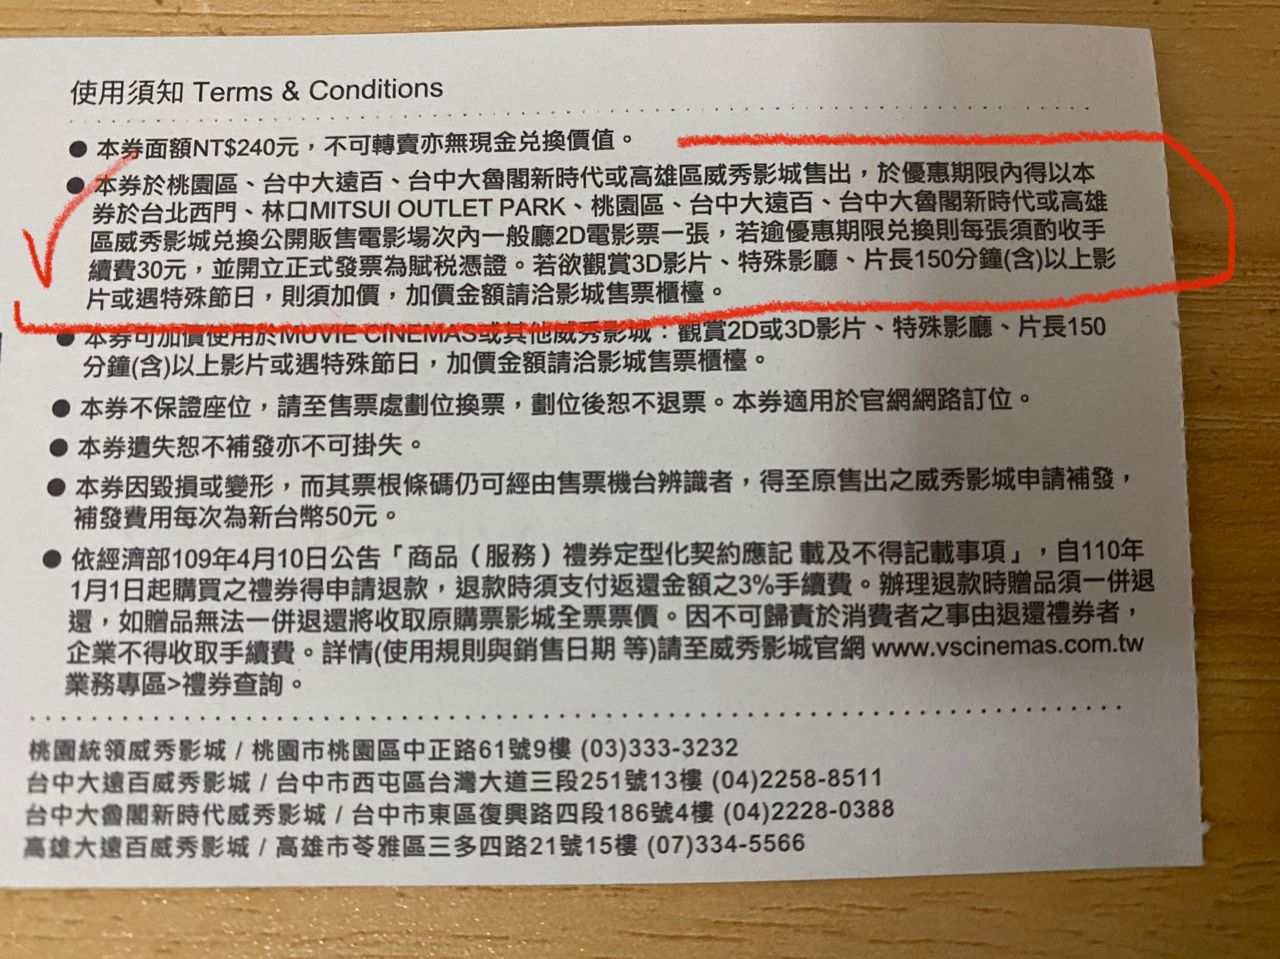 使用須知 Terms & Conditions
● 本券面額NT$240元，不可轉賣亦無現金兌換價值。
● 本券於桃園區、台中大遠百、台中大魯閣新時代或高雄區威秀影城售出，於優惠期限內得以本
券於台北西門、林口MITSUI OUTLET PARK、桃園區、台中大遠百、台中大魯閣新時代或高雄
區威秀影城兌換公開販售電影場次內一般廳2D電影票一張，若逾優惠期限兌換則每張須酌收手
續費30元，並開立正式發票為賦稅憑證。若欲觀賞3D影片、特殊影廳、片長150分鐘(含)以上影
片或遇特殊節日，則須加價，加價金額請洽影城售票櫃檯。
● 本券可加價使用於MUVIE CINEMAS或其他威秀影城：觀賞2D或3D影片、特殊影廳、片長150
分鐘(含)以上影片或遇特殊節日，加價金額請洽影城售票櫃檯。
● 本券不保證座位，請至售票處劃位換票，劃位後恕不退票。本券適用於官網網路訂位。
● 本券遺失恕不補發亦不可掛失。
● 本券因毀損或變形，而其票根條碼仍可經由售票機台辨識者，得至原售出之威秀影城申請補發，
補發費用每次為新台幣50元。
● 依經濟部109年4月10日公告「商品（服務）禮券定型化契約應記 載及不得記載事項」，自110年
1月1日起購買之禮券得申請退款，退款時須支付返還金額之3%手續費。辦理退款時贈品須一併退
還，如贈品無法一併退還將收取原購票影城全票票價。因不可歸責於消費者之事由退還禮券者，
企業不得收取手續費。詳情(使用規則與銷售日期 等)請至威秀影城官網 www.vscinemas.com.tw
業務專區>禮券查詢。
桃園統領威秀影城 / 桃園市桃園區中正路61號9樓 (03)333-3232
台中大遠百威秀影城 / 台中市西屯區台灣大道三段251號13樓 (04)2258-8511
台中大魯閣新時代威秀影城 / 台中市東區復興路四段186號4樓 (04)2228-0388
高雄大遠百威秀影城 / 高雄市苓雅區三多四路21號15樓 (07)334-5566